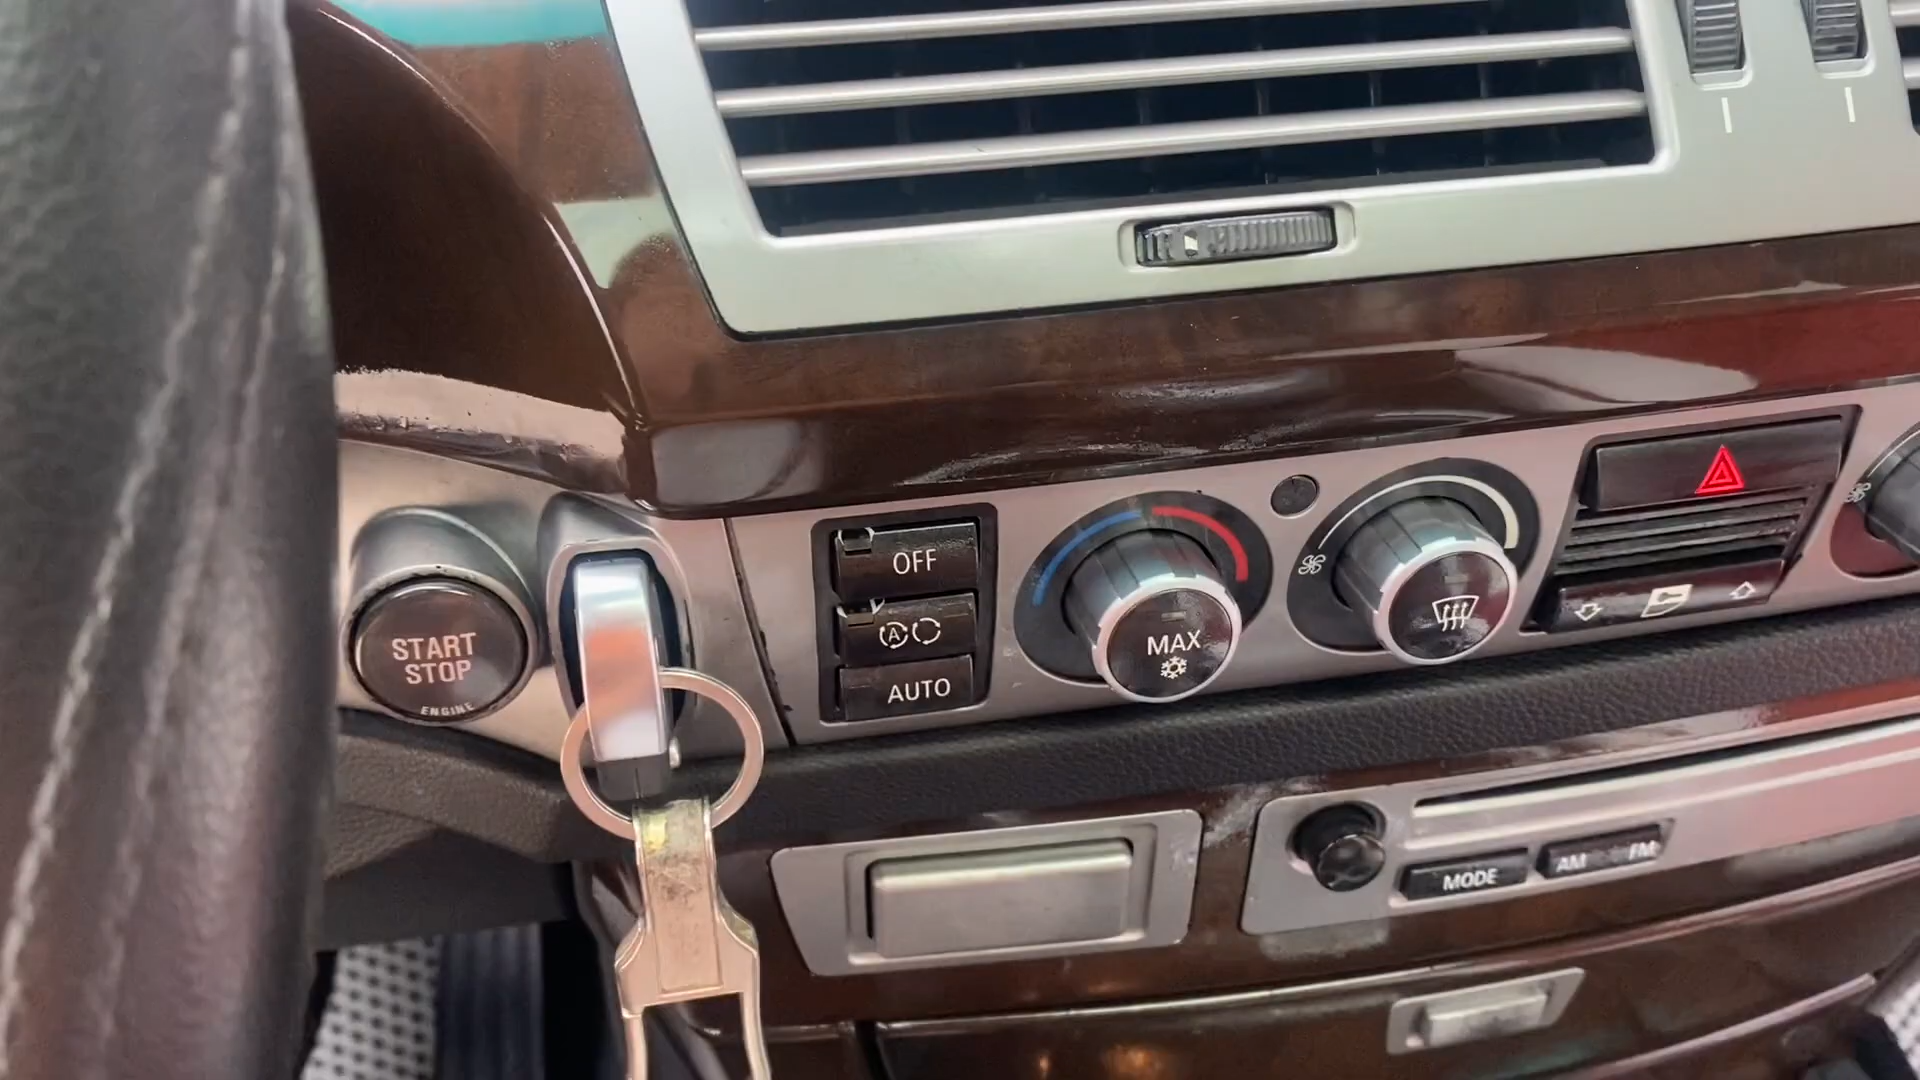 START
STOP
ENGINE
OFF
A
AUTO
MAX
MODE
AM FM